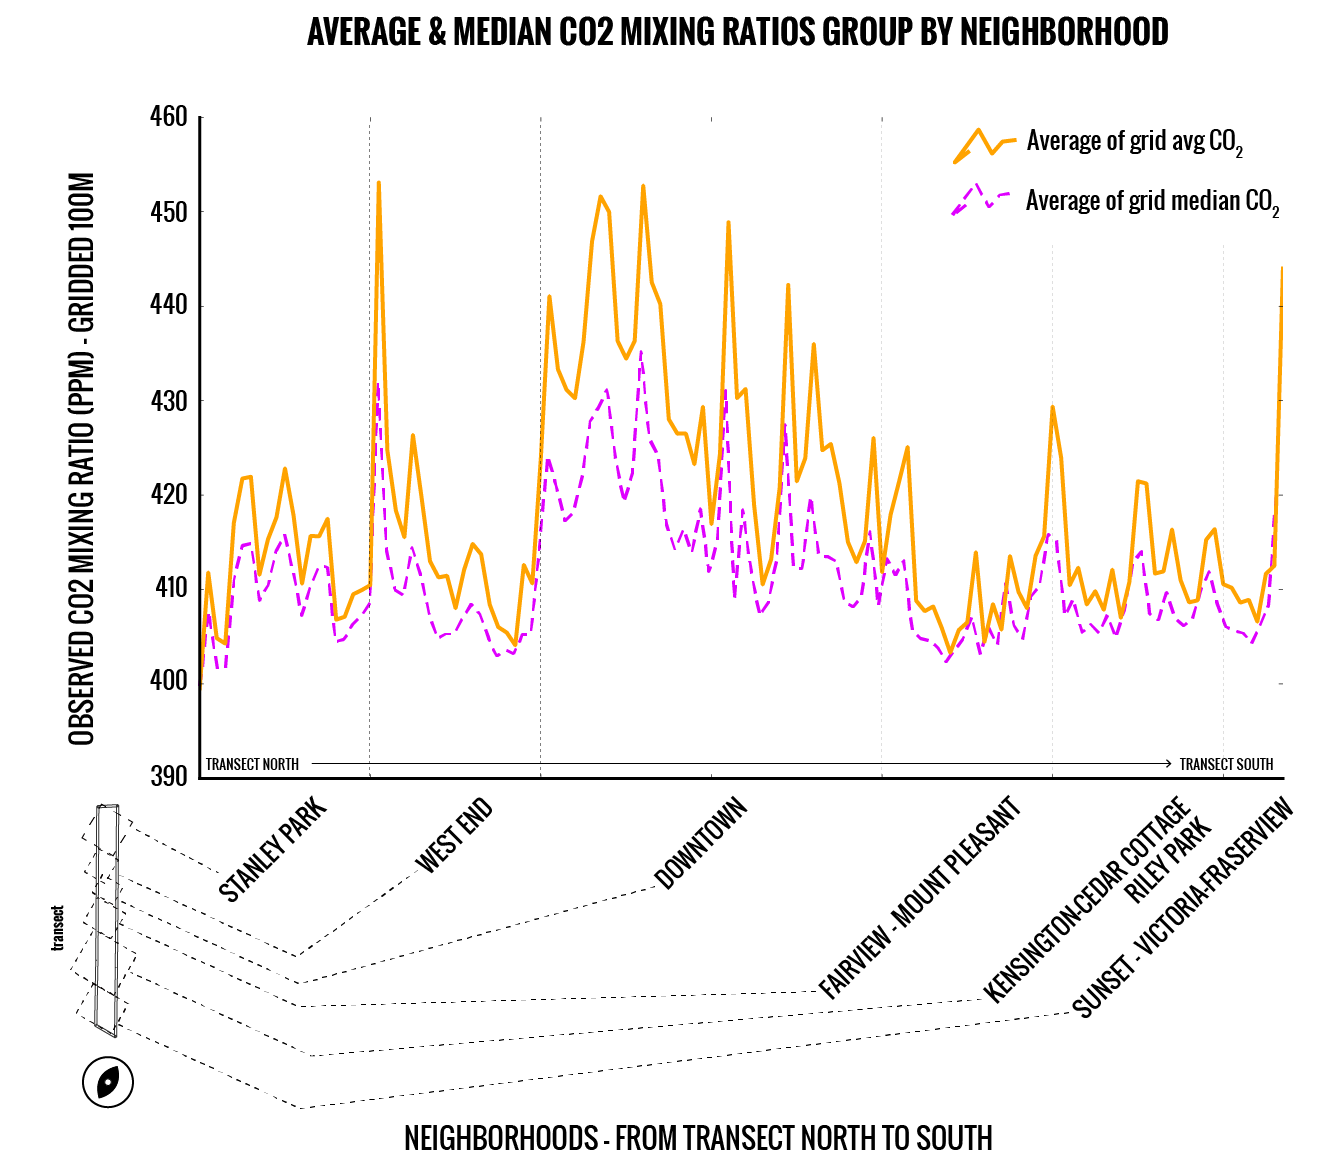 AVERAGE & MEDIAN CO2 MIXING RATIOS GROUP BY NEIGHBORHOOD
OBSERVED CO2 MIXING RATIO (PPM) - GRIDDED 100M
460
450
440
430
420
410
400
390
Average of grid avg CO2
Average of grid median CO2
TRANSECT NORTH
TRANSECT SOUTH
STANLEY PARK
WEST END
DOWNTOWN
FAIRVIEW - MOUNT PLEASANT
KENSINGTON-CEDAR COTTAGE
RILEY PARK
SUNSET - VICTORIA-FRASERVIEW
transect
NEIGHBORHOODS - FROM TRANSECT NORTH TO SOUTH